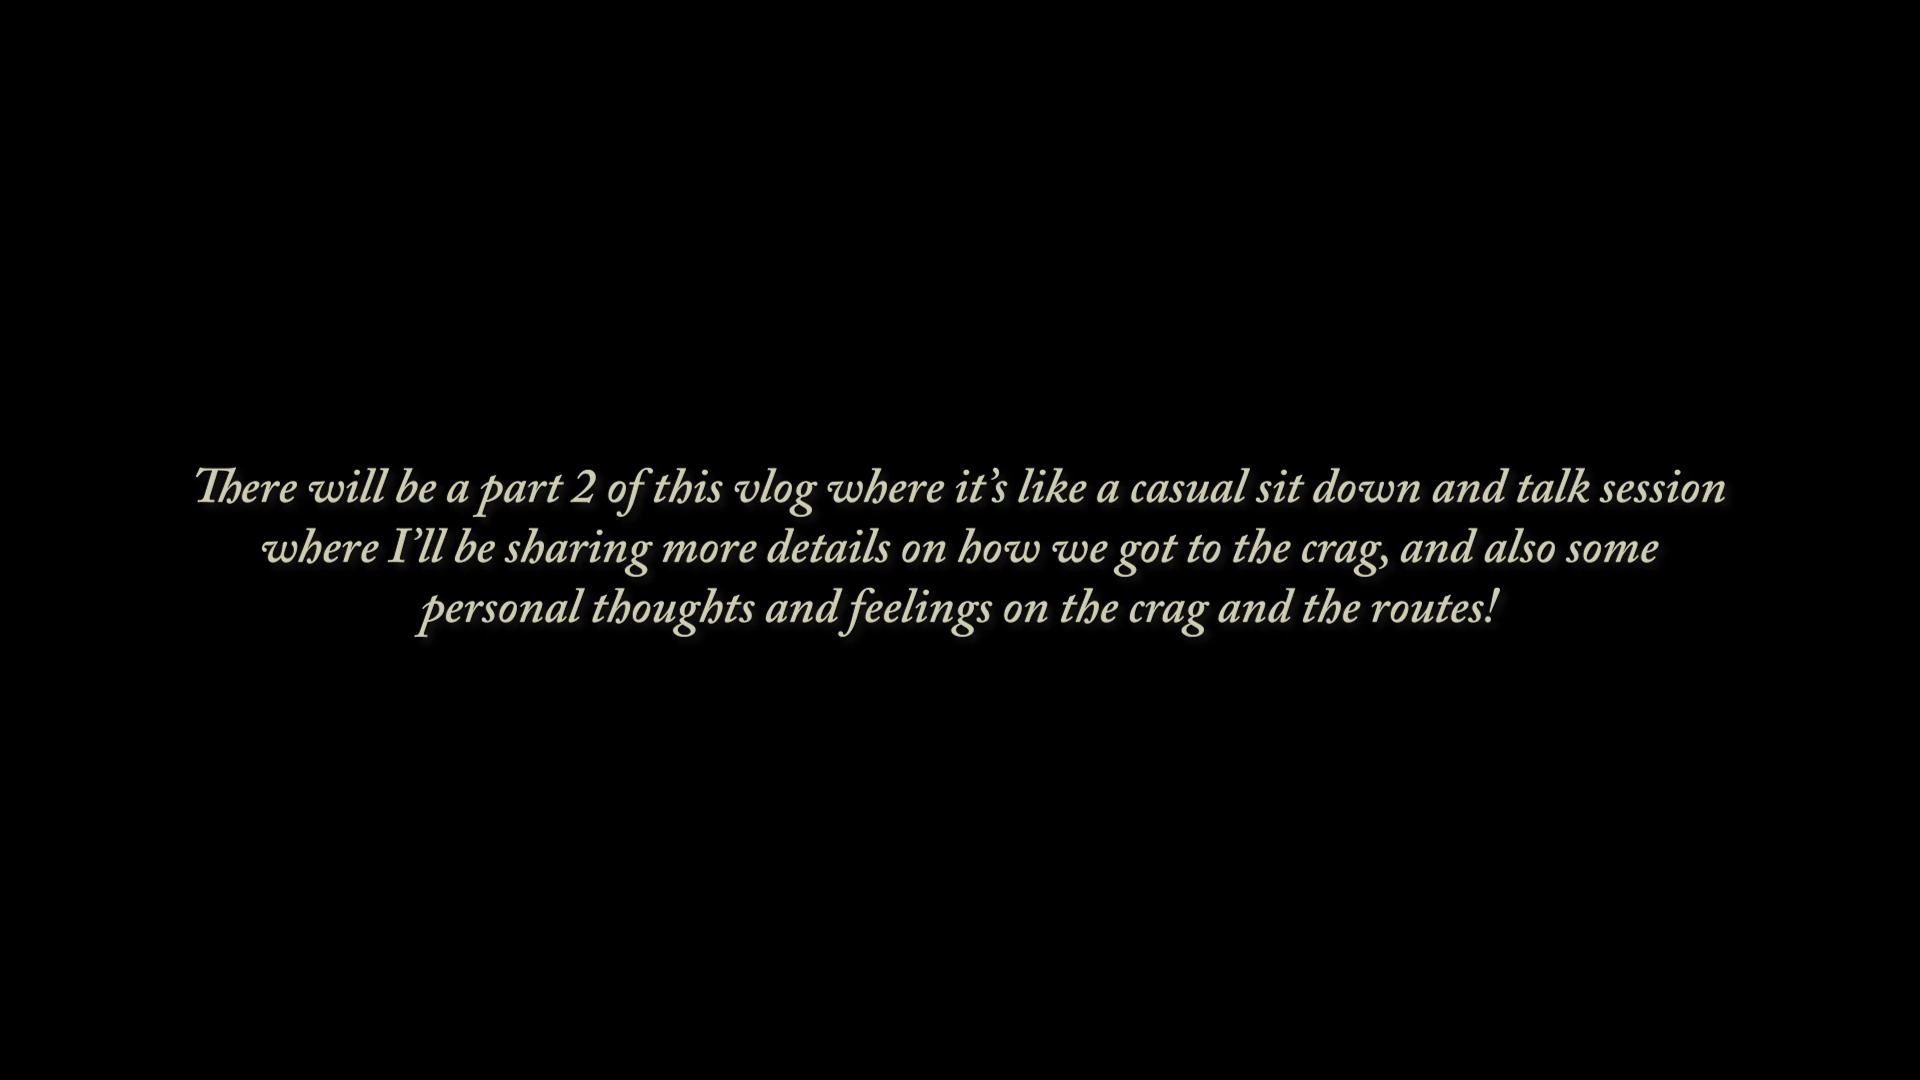 There will be a part 2 of this vlog where it’s like a casual sit down and talk session
where I’ll be sharing more details on how we got to the crag, and also some
personal thoughts and feelings on the crag and the routes!